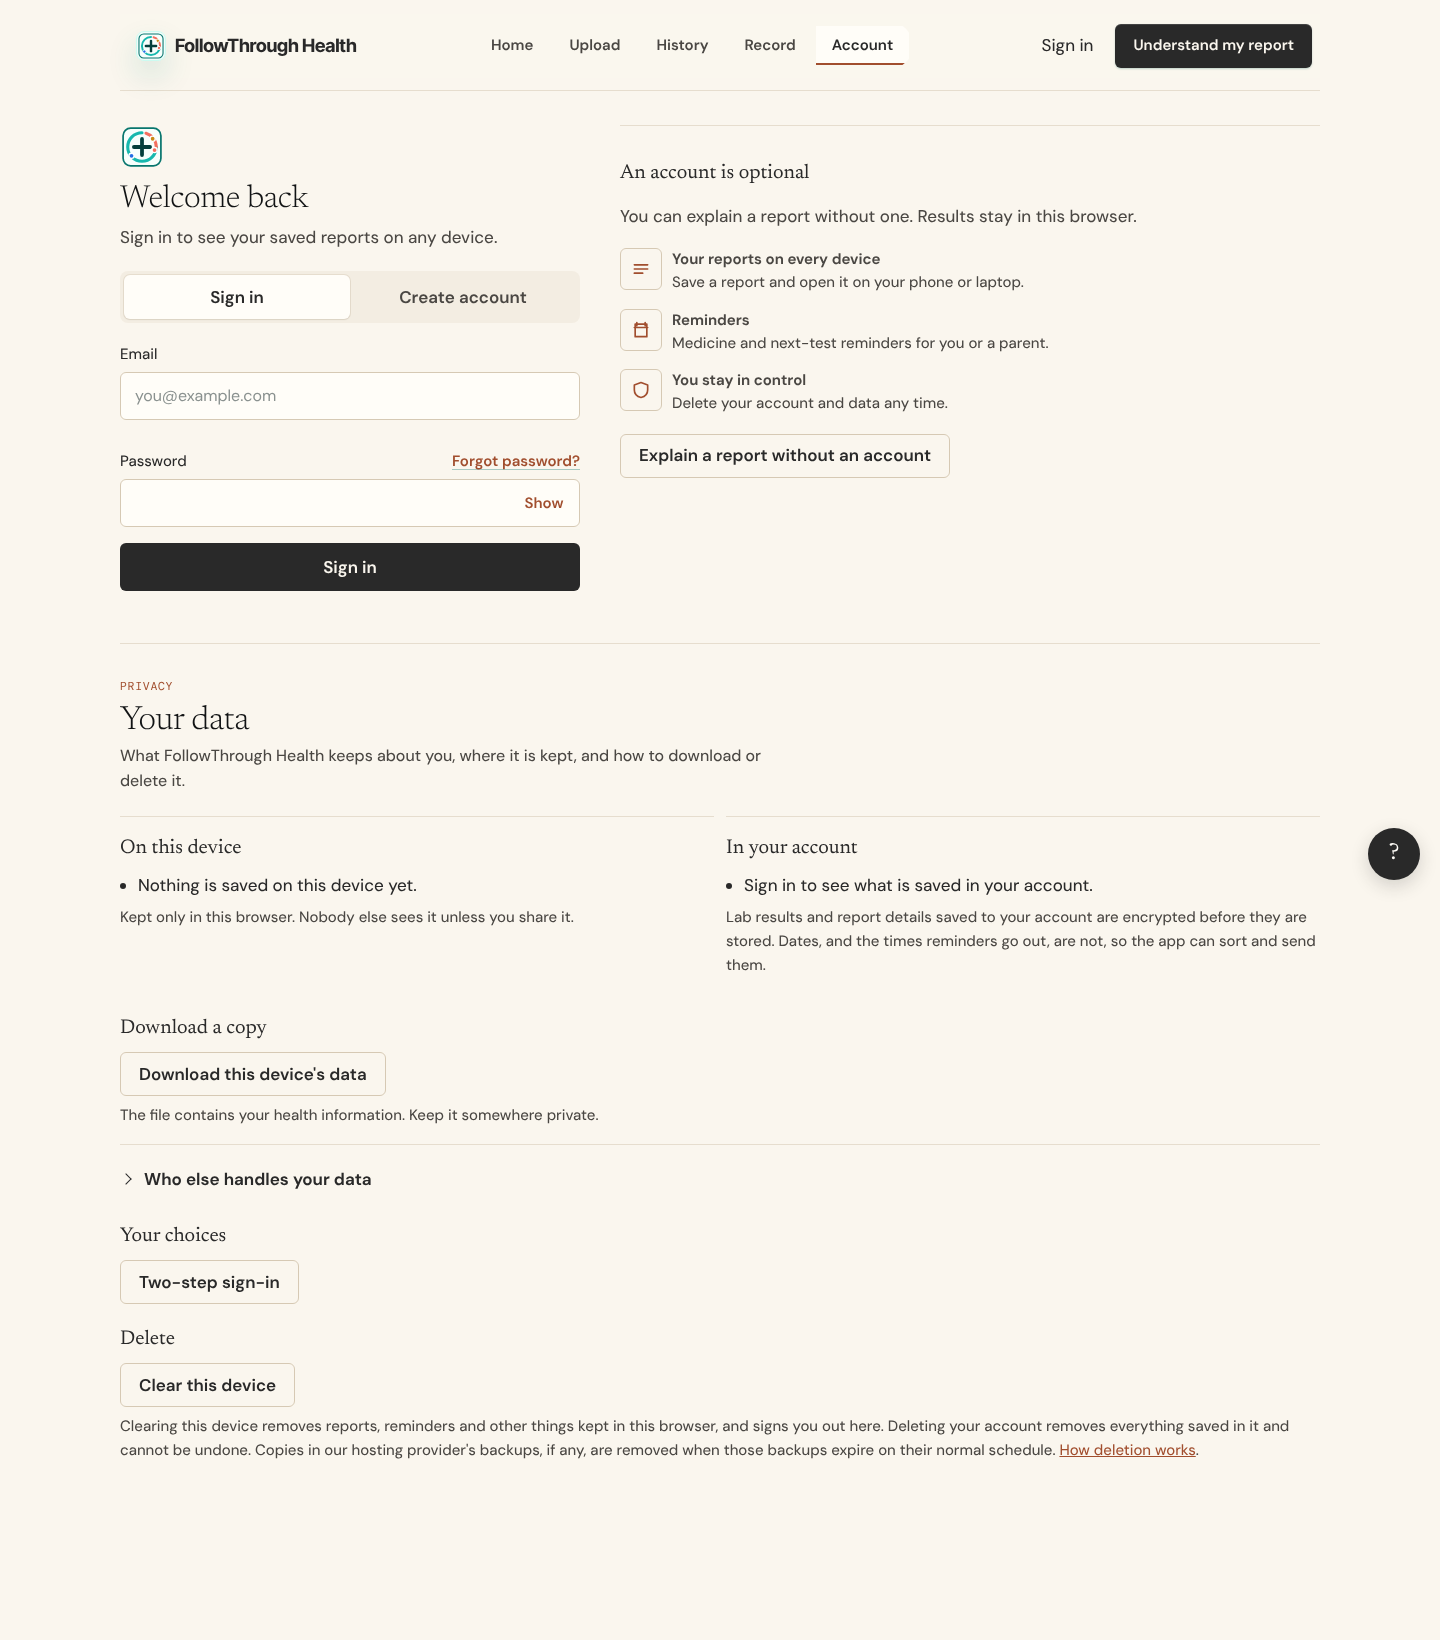 FollowThrough Health
Home
Upload
History
Record
Account
Sign in
Understand my report
Welcome back
Sign in to see your saved reports on any device.
Sign in
Create account
Email
you@example.com
Password
Forgot password?
Show
Sign in
An account is optional
You can explain a report without one. Results stay in this browser.
Your reports on every device
Save a report and open it on your phone or laptop.
Reminders
Medicine and next-test reminders for you or a parent.
You stay in control
Delete your account and data any time.
Explain a report without an account
PRIVACY
Your data
What FollowThrough Health keeps about you, where it is kept, and how to download or
delete it.
On this device
• Nothing is saved on this device yet.
Kept only in this browser. Nobody else sees it unless you share it.
In your account
• Sign in to see what is saved in your account.
Lab results and report details saved to your account are encrypted before they are
stored. Dates, and the times reminders go out, are not, so the app can sort and send
them.
?
Download a copy
Download this device's data
The file contains your health information. Keep it somewhere private.
Who else handles your data
Your choices
Two-step sign-in
Delete
Clear this device
Clearing this device removes reports, reminders and other things kept in this browser, and signs you out here. Deleting your account removes everything saved in it and
cannot be undone. Copies in our hosting provider's backups, if any, are removed when those backups expire on their normal schedule. How deletion works.